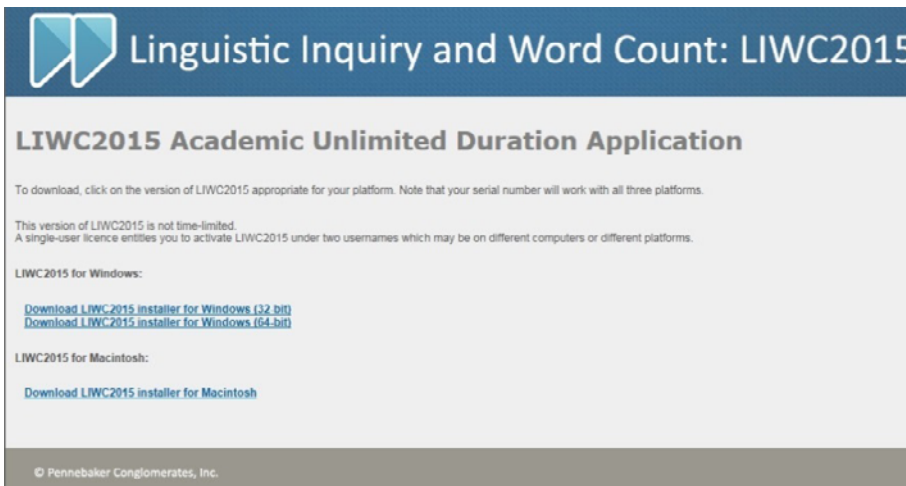 Linguistic Inquiry and Word Count: LIWC2015
LIWC2015 Academic Unlimited Duration Application
To download, click on the version of LIWC2015 appropriate for your platform. Note that your serial number will work with all three platforms.
This version of LIWC2015 is not time-limited.
A single-user licence entitles you to activate LIWC2015 under two usernames which may be on different computers or different platforms.
LIWC2015 for Windows:
Download LIWC2015 installer for Windows (32 bit)
Download LIWC2015 installer for Windows (64-bit)
LIWC2015 for Macintosh:
Download LIWC2015 installer for Macintosh
© Pennebaker Conglomerates, Inc.